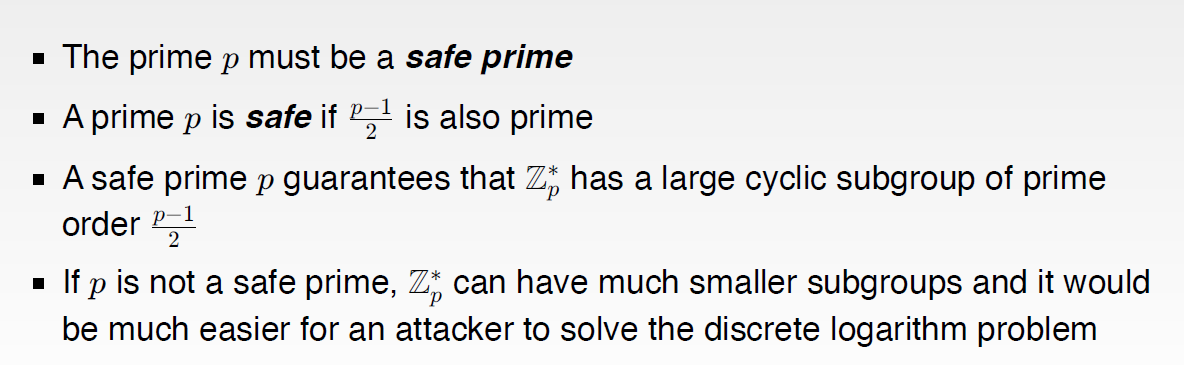 ▪ The prime p must be a safe prime
▪ A prime p is safe if $\frac{p-1}{2}$ is also prime
▪ A safe prime p guarantees that $\mathbb{Z}_p^*$ has a large cyclic subgroup of prime
order $\frac{p-1}{2}$
▪ If p is not a safe prime, $\mathbb{Z}_p^*$ can have much smaller subgroups and it would
be much easier for an attacker to solve the discrete logarithm problem